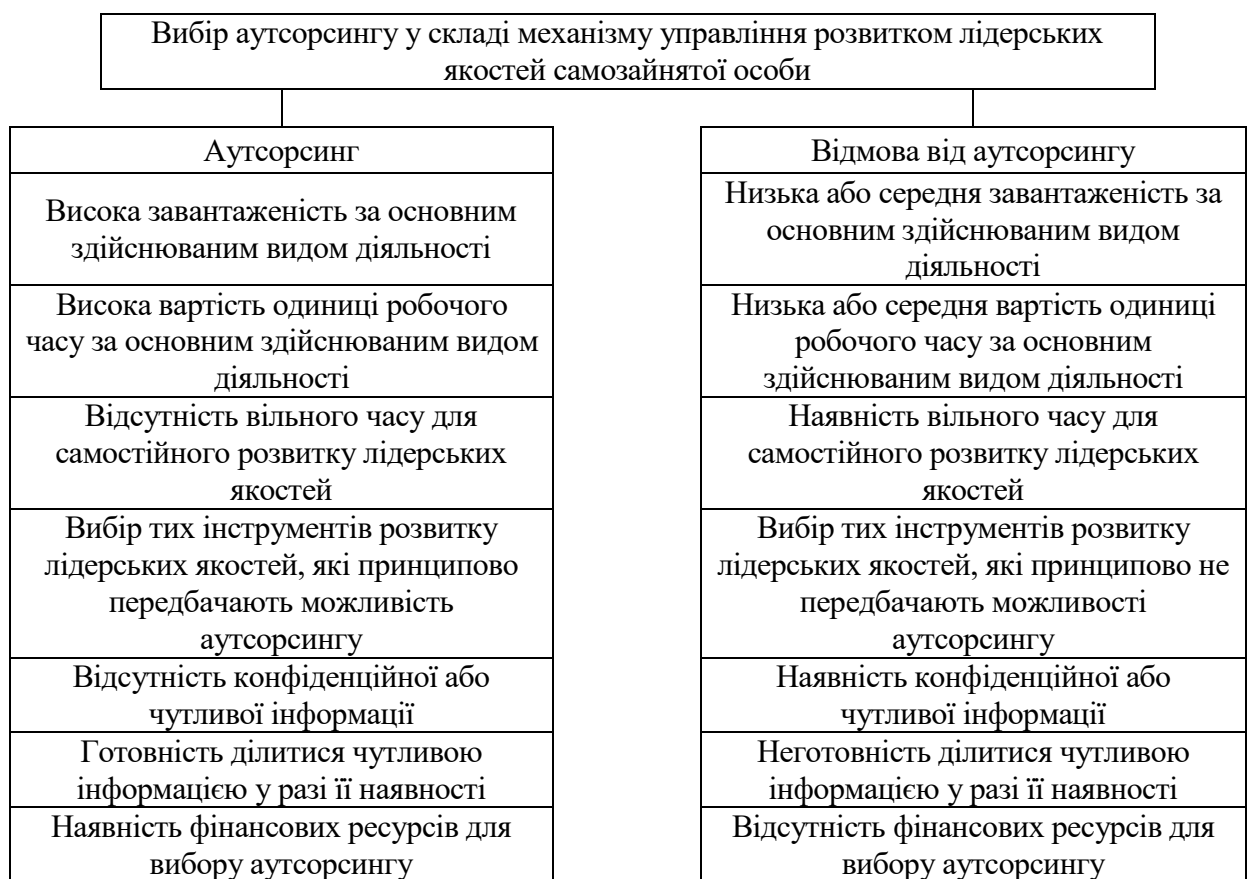 Вибір аутсорсингу у складі механізму управління розвитком лідерських
якостей самозайнятої особи
Аутсорсинг
Висока завантаженість за основним
здійснюваним видом діяльності
Висока вартість одиниці робочого
часу за основним здійснюваним видом
діяльності
Відсутність вільного часу для
самостійного розвитку лідерських
якостей
Вибір тих інструментів розвитку
лідерських якостей, які принципово
передбачають можливість
аутсорсингу
Відсутність конфіденційної або
чутливої інформації
Готовність ділитися чутливою
інформацією у разі її наявності
Наявність фінансових ресурсів для
вибору аутсорсингу
Відмова від аутсорсингу
Низька або середня завантаженість за
основним здійснюваним видом
діяльності
Низька або середня вартість одиниці
робочого часу за основним
здійснюваним видом діяльності
Наявність вільного часу для
самостійного розвитку лідерських
якостей
Вибір тих інструментів розвитку
лідерських якостей, які принципово не
передбачають можливості
аутсорсингу
Наявність конфіденційної або
чутливої інформації
Неготовність ділитися чутливою
інформацією у разі її наявності
Відсутність фінансових ресурсів для
вибору аутсорсингу